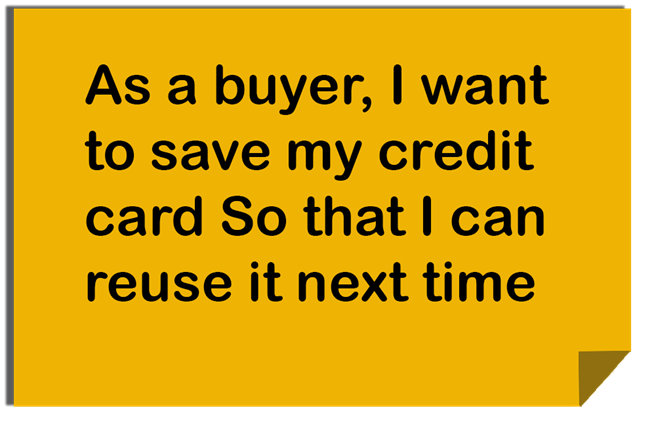 As a buyer, I want
to save my credit
card So that I can
reuse it next time